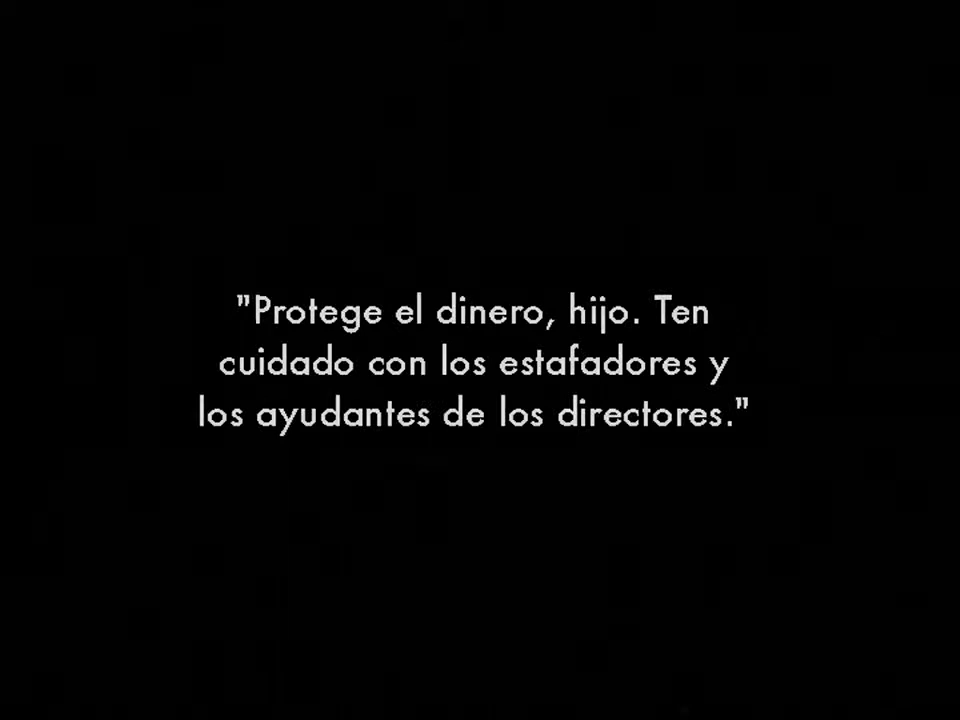 "Protege el dinero, hijo. Ten
cuidado con los estafadores y
los ayudantes de los directores."